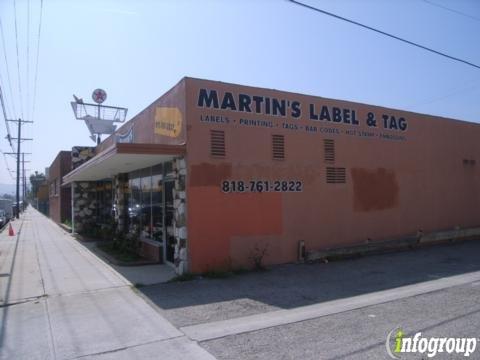 MARTIN'S LABEL & TAG
LABELS • PRINTING • TAGS • BAR CODES • HOT STAMP • EMBOSSING
818-761-2822
infogroup